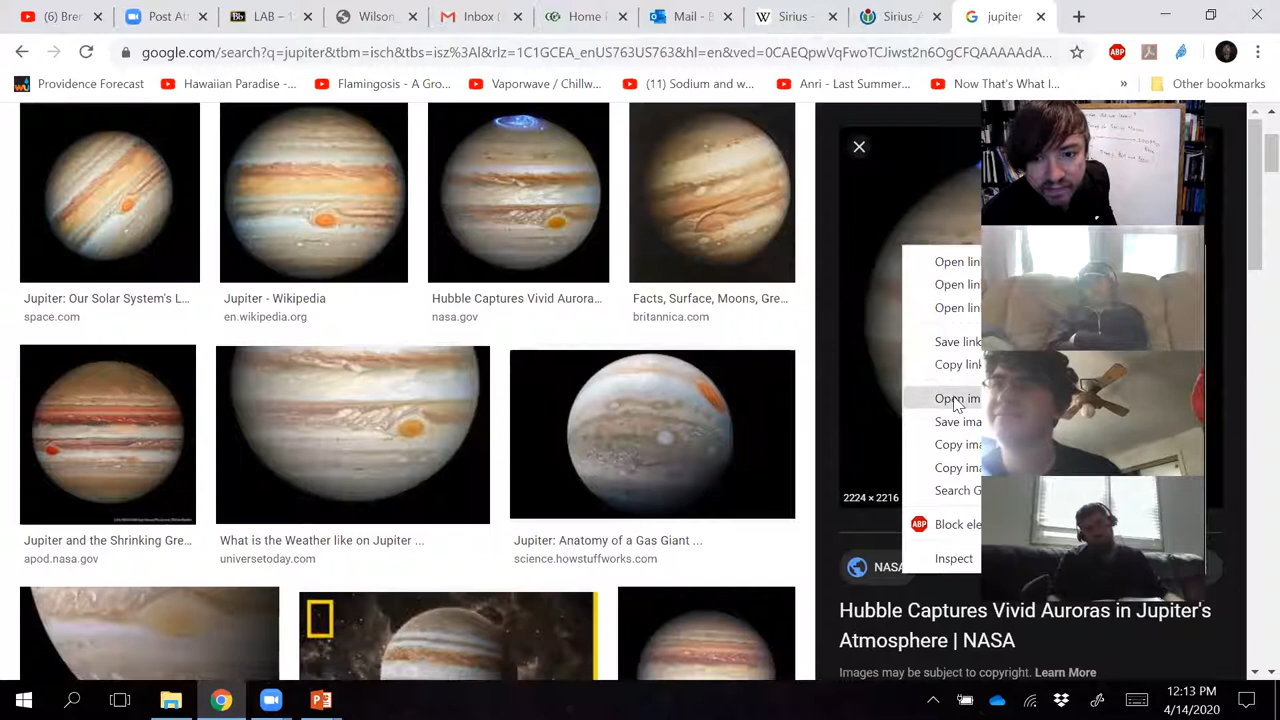 (5) Bren
Post Att
LAB – 1
Wilson
Inbox (
Home |
Mail - B
Sirius -
Sirius_A
jupiter
google.com/search?q=jupiter&tbm=isch&tbs=isz%3Al&rlz=1C1GCEA_enUS763US763&hl=en&ved=0CAEQpwVqFwoTCJiwst2n6OgCFQAAAAAdA...
ABP
Providence Forecast
Hawaiian Paradise -...
Flamingosis - A Gro...
Vaporwave / Chillw...
(11) Sodium and w...
Anri - Last Summer...
Now That's What I...
»
Other bookmarks
Jupiter: Our Solar System's L...
space.com
Jupiter - Wikipedia
en.wikipedia.org
Hubble Captures Vivid Aurora...
nasa.gov
Facts, Surface, Moons, Gre...
britannica.com
Jupiter and the Shrinking Gre...
apod.nasa.gov
What is the Weather like on Jupiter ...
universetoday.com
Jupiter: Anatomy of a Gas Giant ...
science.howstuffworks.com
Open lin
Open lin
Open lin
Save link
Copy link
Open im
Save ima
Copy ima
Copy ima
Search G
ABP Block ele
Inspect
2224 × 2216
NASA
Hubble Captures Vivid Auroras in Jupiter's
Atmosphere | NASA
Images may be subject to copyright. Learn More
12:13 PM
4/14/2020